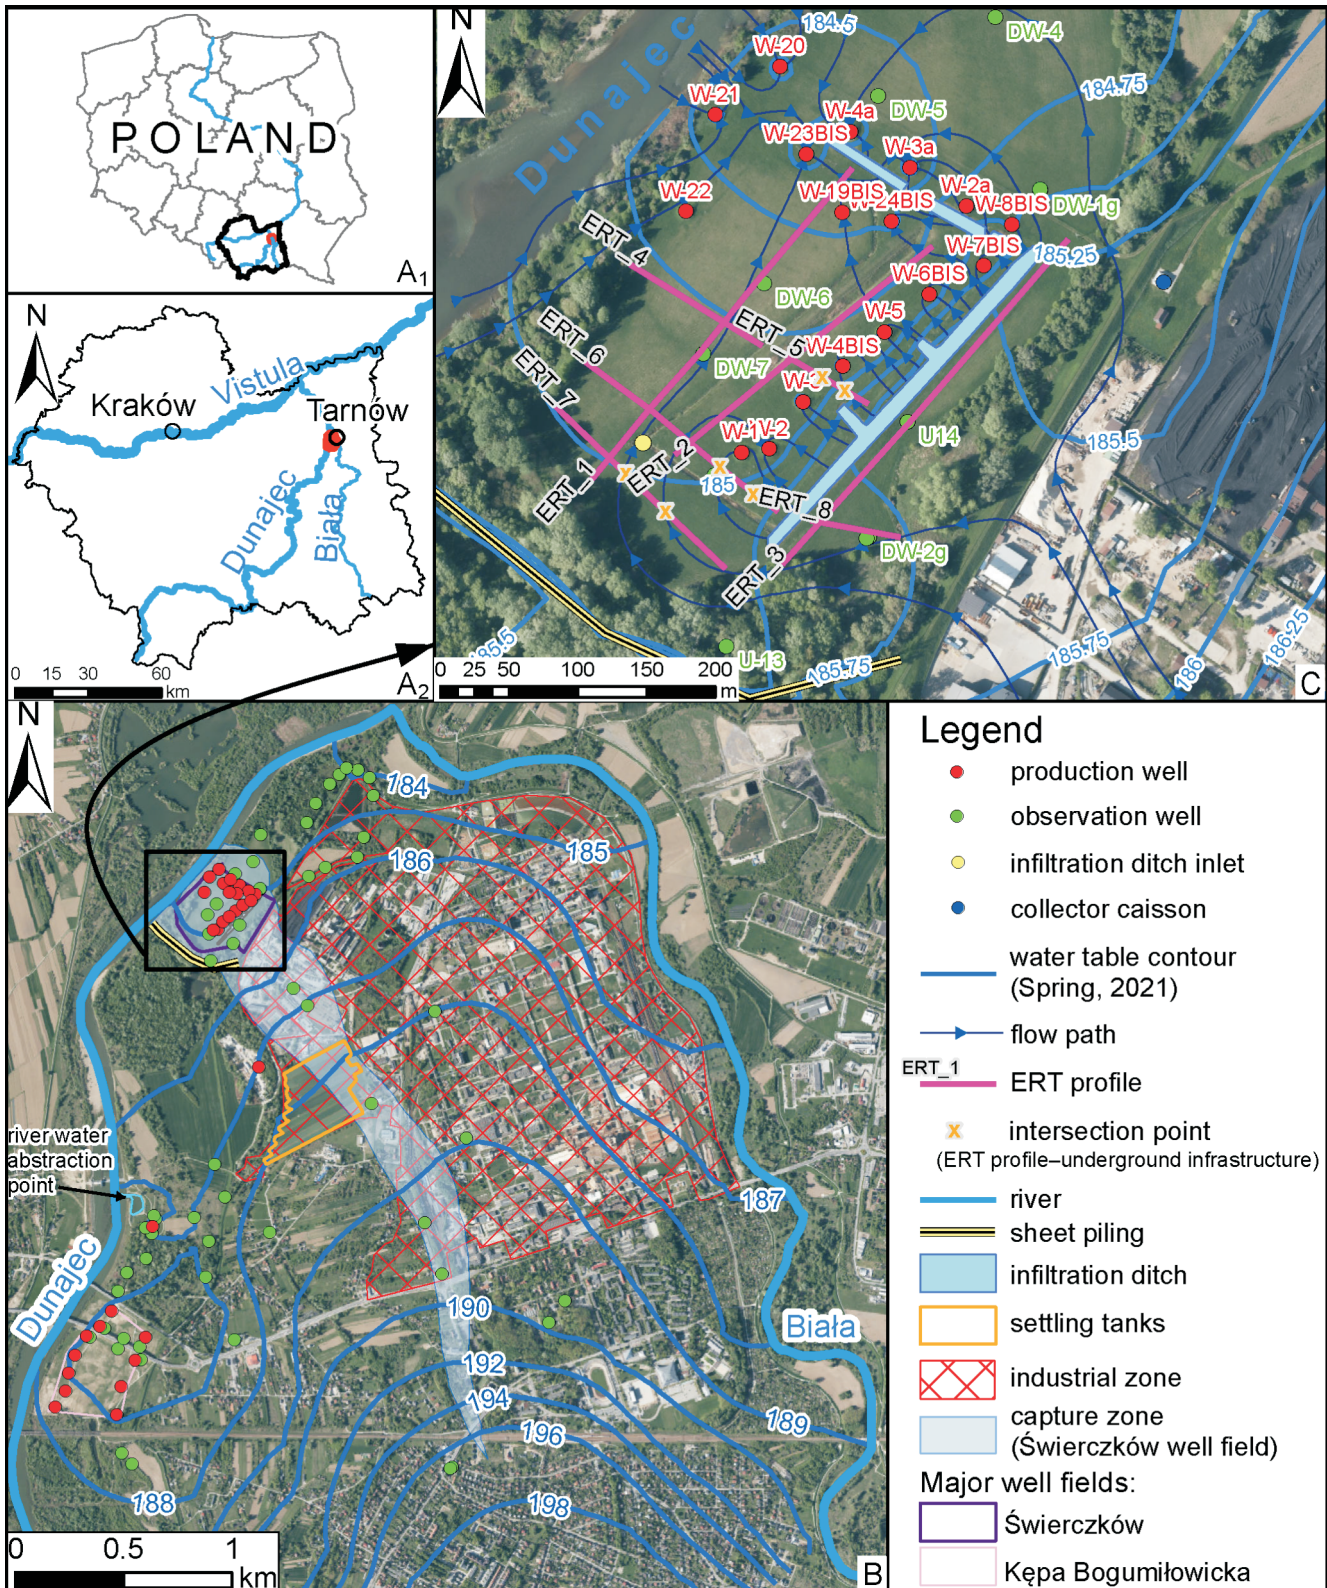 POLAND
A1
N
Vistula
Kraków
Tarnów
Dunajec
Biała
0 15 30 60
km
A2
N
Dunajec
184.5
DW-4
W-20
184.75
W-21
DW-5
W-4a
W-23BIS
W-3a
W-22
W-19BIS
W-24BIS
W-2a
W-8BIS
DW-1g
ERT_4
W-7BIS
185.25
W-6BIS
DW-6
ERT_5
W-5
ERT_6
W-4BIS
DW-7
ERT_7
U14
185.5
W-1
W-2
ERT_2
ERT_1
185
ERT_8
DW-2g
ERT_3
185.5
U-13
185.75
185.75
186
186.25
0 25 50 100 150 200
m
C
N
184
185
186
river water
abstraction
point
187
Dunajec
190
Biała
192
194
189
196
188
198
0 0.5 1
km
B
Legend
production well
observation well
infiltration ditch inlet
collector caisson
water table contour
(Spring, 2021)
flow path
ERT_1
ERT profile
x intersection point
(ERT profile–underground infrastructure)
river
sheet piling
infiltration ditch
settling tanks
industrial zone
capture zone
(Świerczków well field)
Major well fields:
Świerczków
Kępa Bogumiłowicka